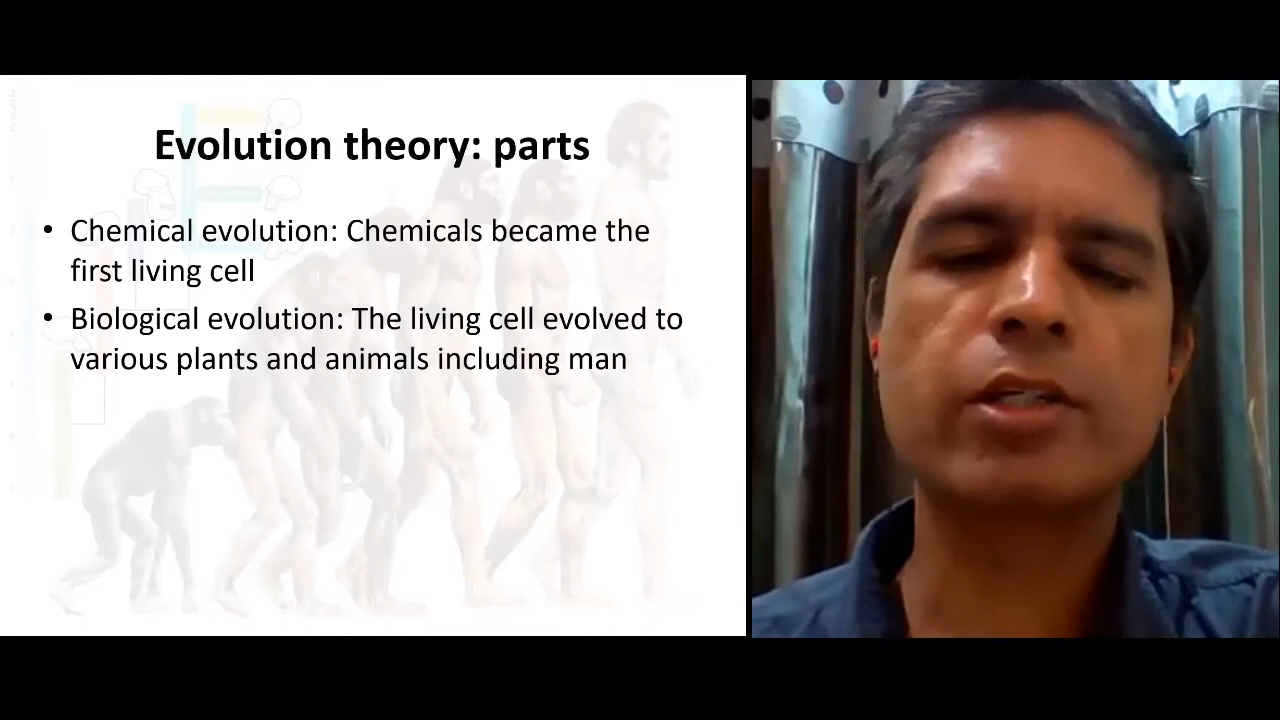 Evolution theory: parts
• Chemical evolution: Chemicals became the
first living cell
• Biological evolution: The living cell evolved to
various plants and animals including man